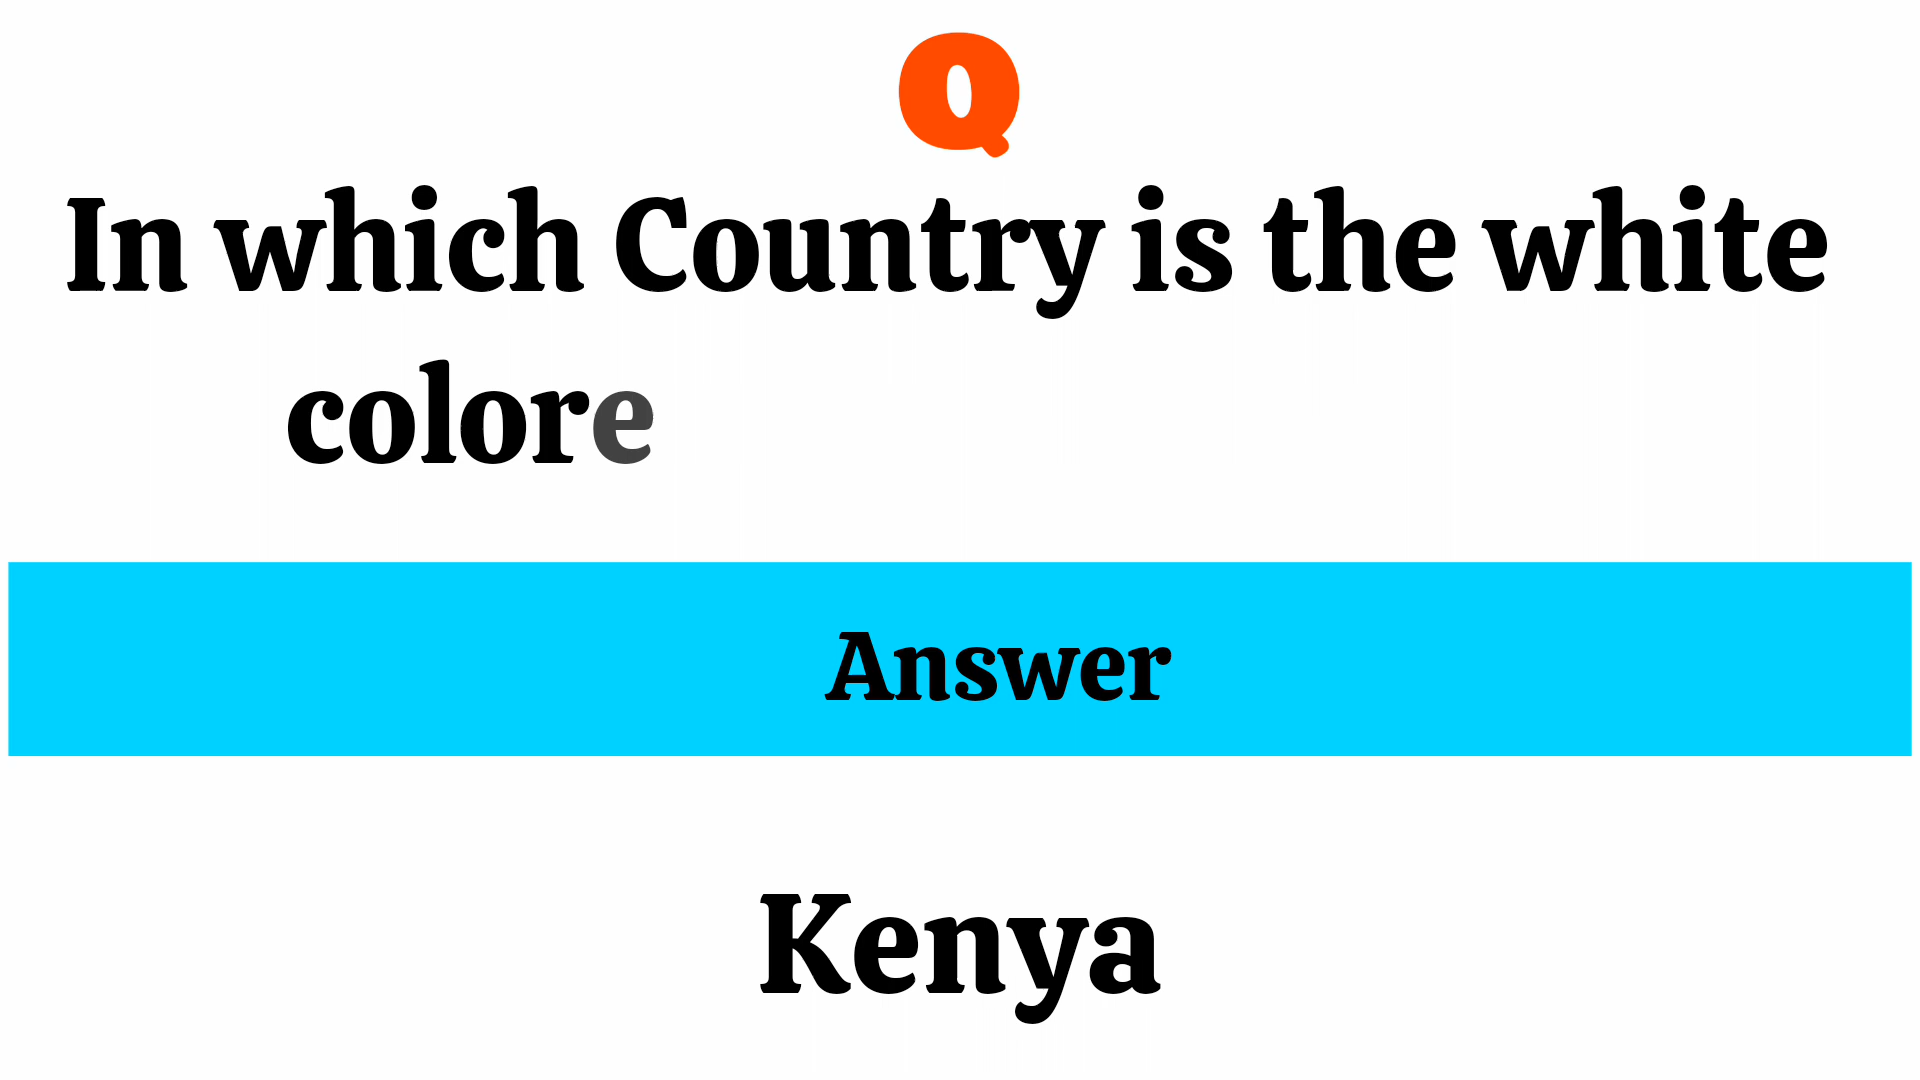 Q
In which Country is the white
colore
Answer
Kenya